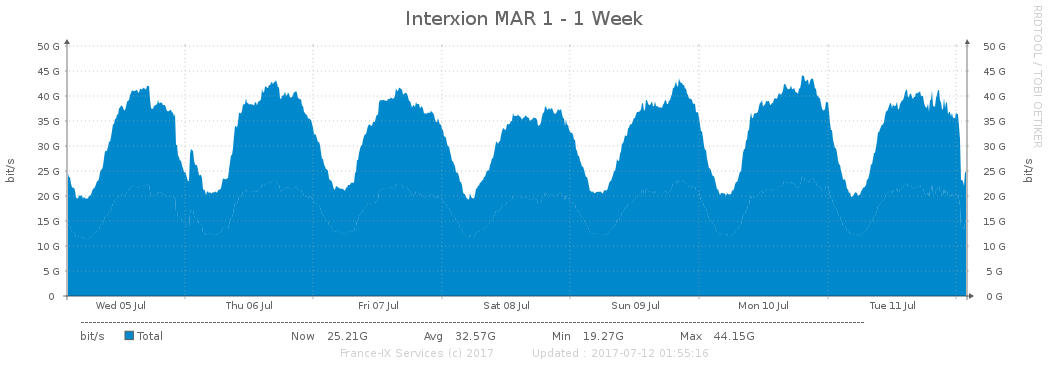 Interxion MAR 1 - 1 Week
RRDTOOL / TOBI OETIKER
50 G 50 G
45 G 45 G
40 G 40 G
35 G 35 G
30 G 30 G
25 G 25 G
20 G 20 G
15 G 15 G
10 G 10 G
5 G 5 G
0 0 G
bit/s bit/s
Wed 05 Jul Thu 06 Jul Fri 07 Jul Sat 08 Jul Sun 09 Jul Mon 10 Jul Tue 11 Jul
bit/s Total Now 25.21G Avg 32.57G Min 19.27G Max 44.15G
France-IX Services (c) 2017 Updated : 2017-07-12 01:55:16